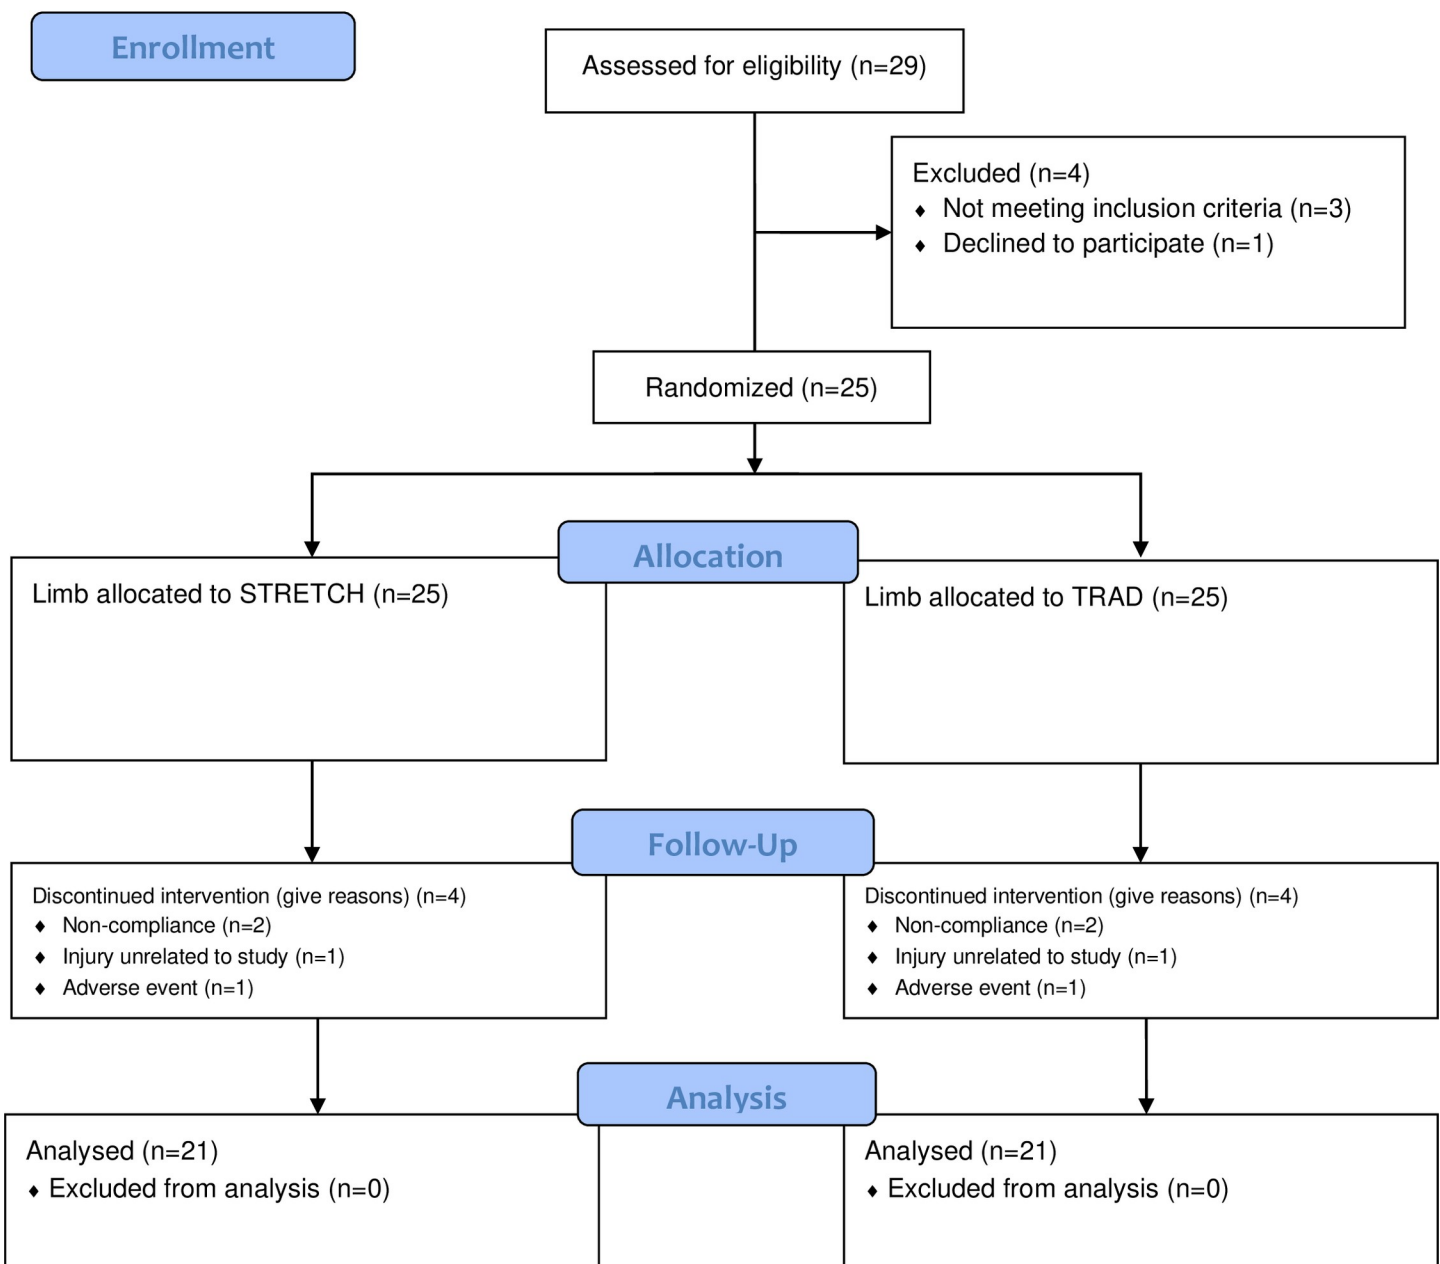 Enrollment
Assessed for eligibility (n=29)
Excluded (n=4)
♦ Not meeting inclusion criteria (n=3)
♦ Declined to participate (n=1)
Randomized (n=25)
Allocation
Limb allocated to STRETCH (n=25)
Limb allocated to TRAD (n=25)
Follow-Up
Discontinued intervention (give reasons) (n=4)
♦ Non-compliance (n=2)
♦ Injury unrelated to study (n=1)
♦ Adverse event (n=1)
Discontinued intervention (give reasons) (n=4)
♦ Non-compliance (n=2)
♦ Injury unrelated to study (n=1)
♦ Adverse event (n=1)
Analysis
Analysed (n=21)
♦ Excluded from analysis (n=0)
Analysed (n=21)
♦ Excluded from analysis (n=0)